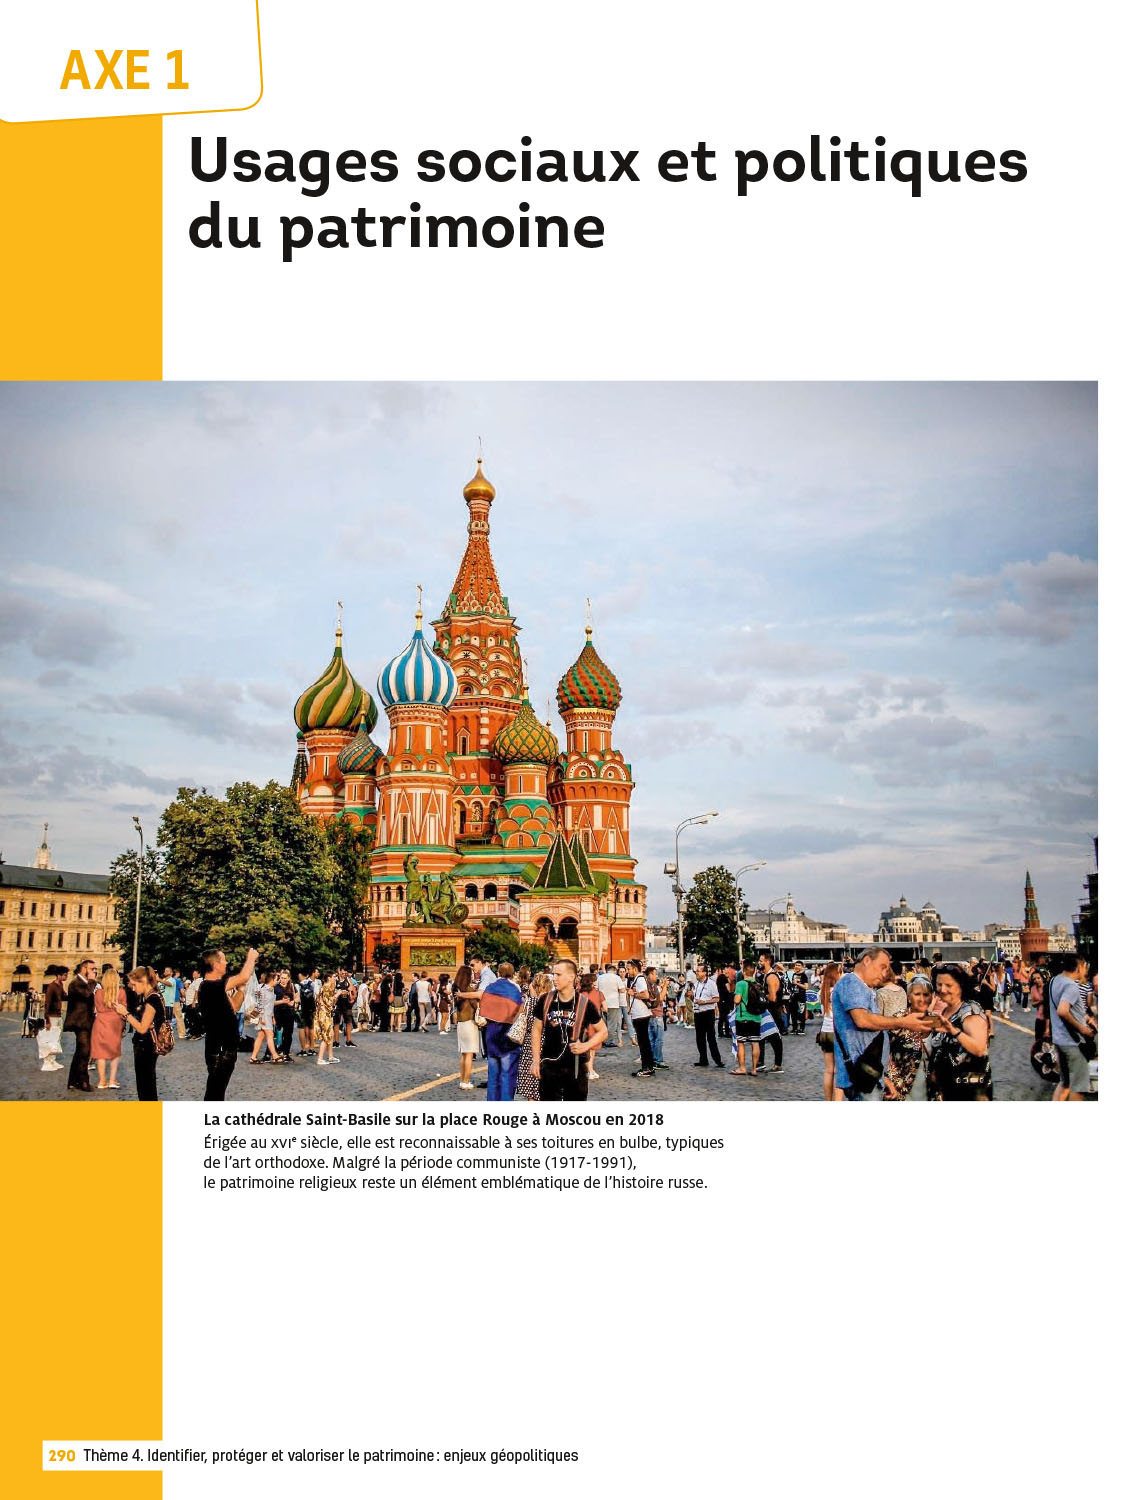 AXE 1
Usages sociaux et politiques
du patrimoine
La cathédrale Saint-Basile sur la place Rouge à Moscou en 2018
Érigée au XVIe siècle, elle est reconnaissable à ses toitures en bulbe, typiques
de l'art orthodoxe. Malgré la période communiste (1917-1991),
le patrimoine religieux reste un élément emblématique de l'histoire russe.
290 Thème 4. Identifier, protéger et valoriser le patrimoine : enjeux géopolitiques